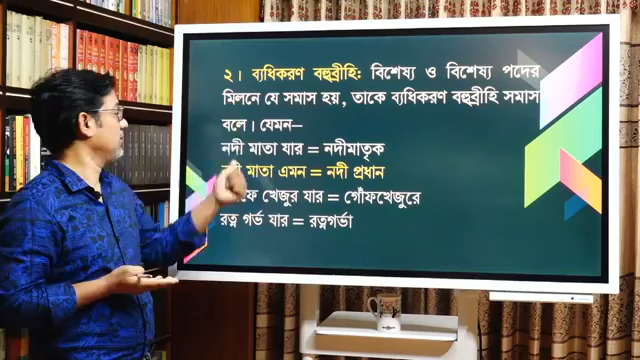 ২। ব্যধিকরণ বহুব্রীহি: বিশেষ্য ও বিশেষ্য পদের
মিলনে যে সমাস হয়, তাকে ব্যধিকরণ বহুব্রীহি সমাস
বলে। যেমন–
নদী মাতা যার = নদীমাতৃক
মাতা এমন = নদী প্রধান
খেজুর যার = গোঁফখেজুরে
রত্ন গর্ভ যার = রত্নগর্ভা